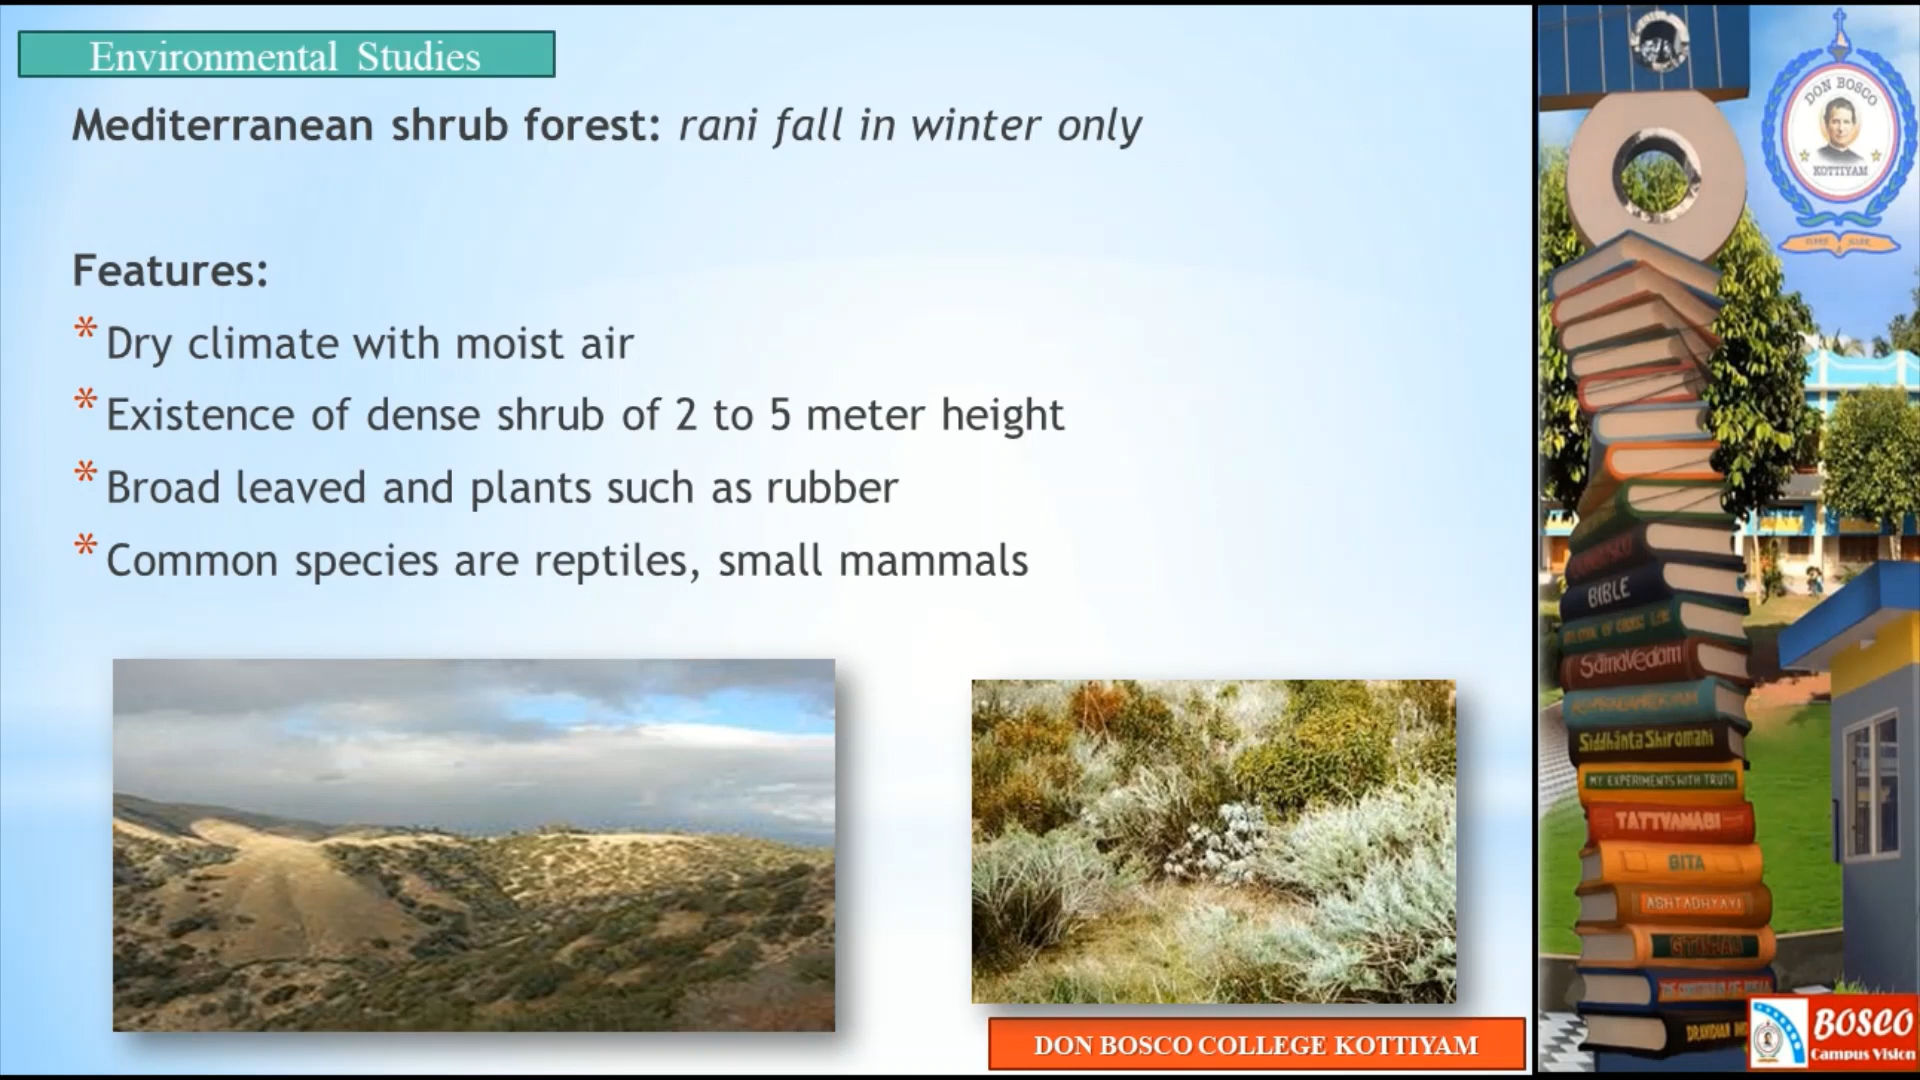 Environmental Studies
Mediterranean shrub forest: rani fall in winter only
Features:
* Dry climate with moist air
* Existence of dense shrub of 2 to 5 meter height
* Broad leaved and plants such as rubber
* Common species are reptiles, small mammals
DON BOSCO COLLEGE KOTTIYAM
DON BOSCO
KOTTIYAM
BIBLE
SamaVedam
Siddhānta Shiromani
MY EXPERIMENTS WITH TRUTH
GITA
ASHTADHYAYI
BOSCO
Campus Vision